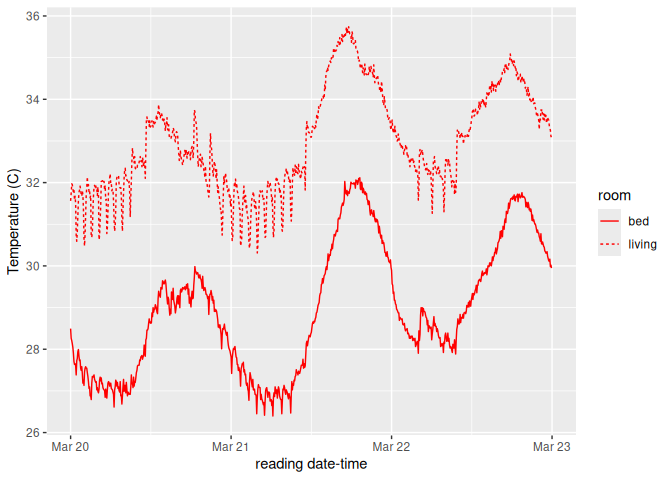 36
34
32
30
28
26
Temperature (C)
Mar 20
Mar 21
Mar 22
Mar 23
reading date-time
room
bed
living